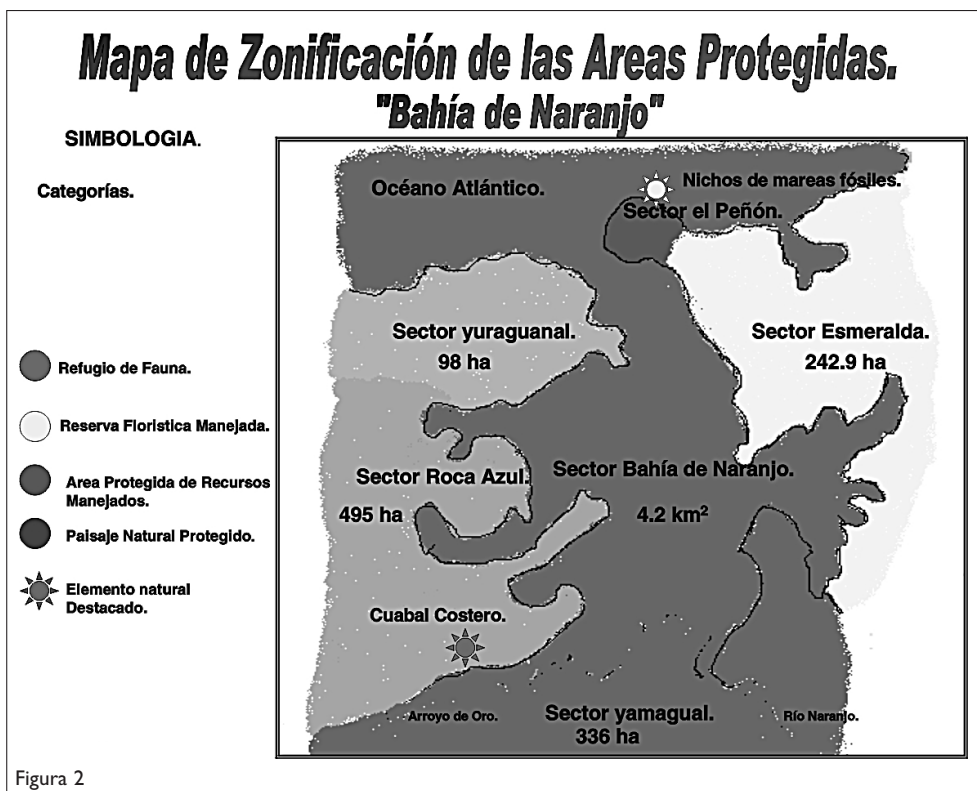 Mapa de Zonificación de las Areas Protegidas.
"Bahía de Naranjo"
SIMBOLOGIA.
Categorías.
Refugio de Fauna.
Reserva Floristica Manejada.
Area Protegida de Recursos
Manejados.
Paisaje Natural Protegido.
Elemento natural
Destacado.
Océano Atlántico.
Nichos de mareas fósiles.
Sector el Peñón.
Sector yuraguanal.
98 ha
Sector Esmeralda.
242.9 ha
Sector Roca Azul.
495 ha
Sector Bahía de Naranjo.
4.2 km²
Cuabal Costero.
Arroyo de Oro.
Sector yamagual.
336 ha
Río Naranjo.
Figura 2